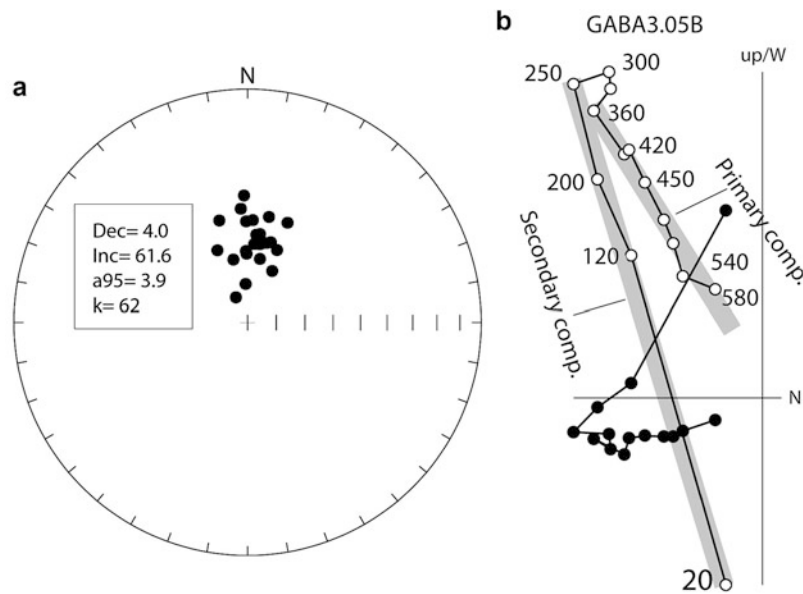 a
N
Dec= 4.0
Inc= 61.6
a95= 3.9
k= 62
b
GABA3.05B
up/W
250
300
360
420
200
450
Primary comp.
120
Secondary comp.
540
580
N
20